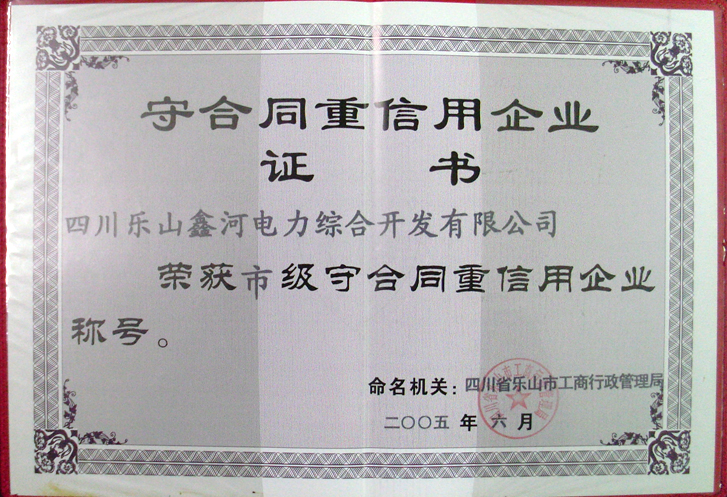 守合同重信用企业
证 书
四川乐山鑫河电力综合开发有限公司
荣获市级守合同重信用企业
称号。
命名机关：四川省乐山市工商行政管理局
二〇〇五年 六月